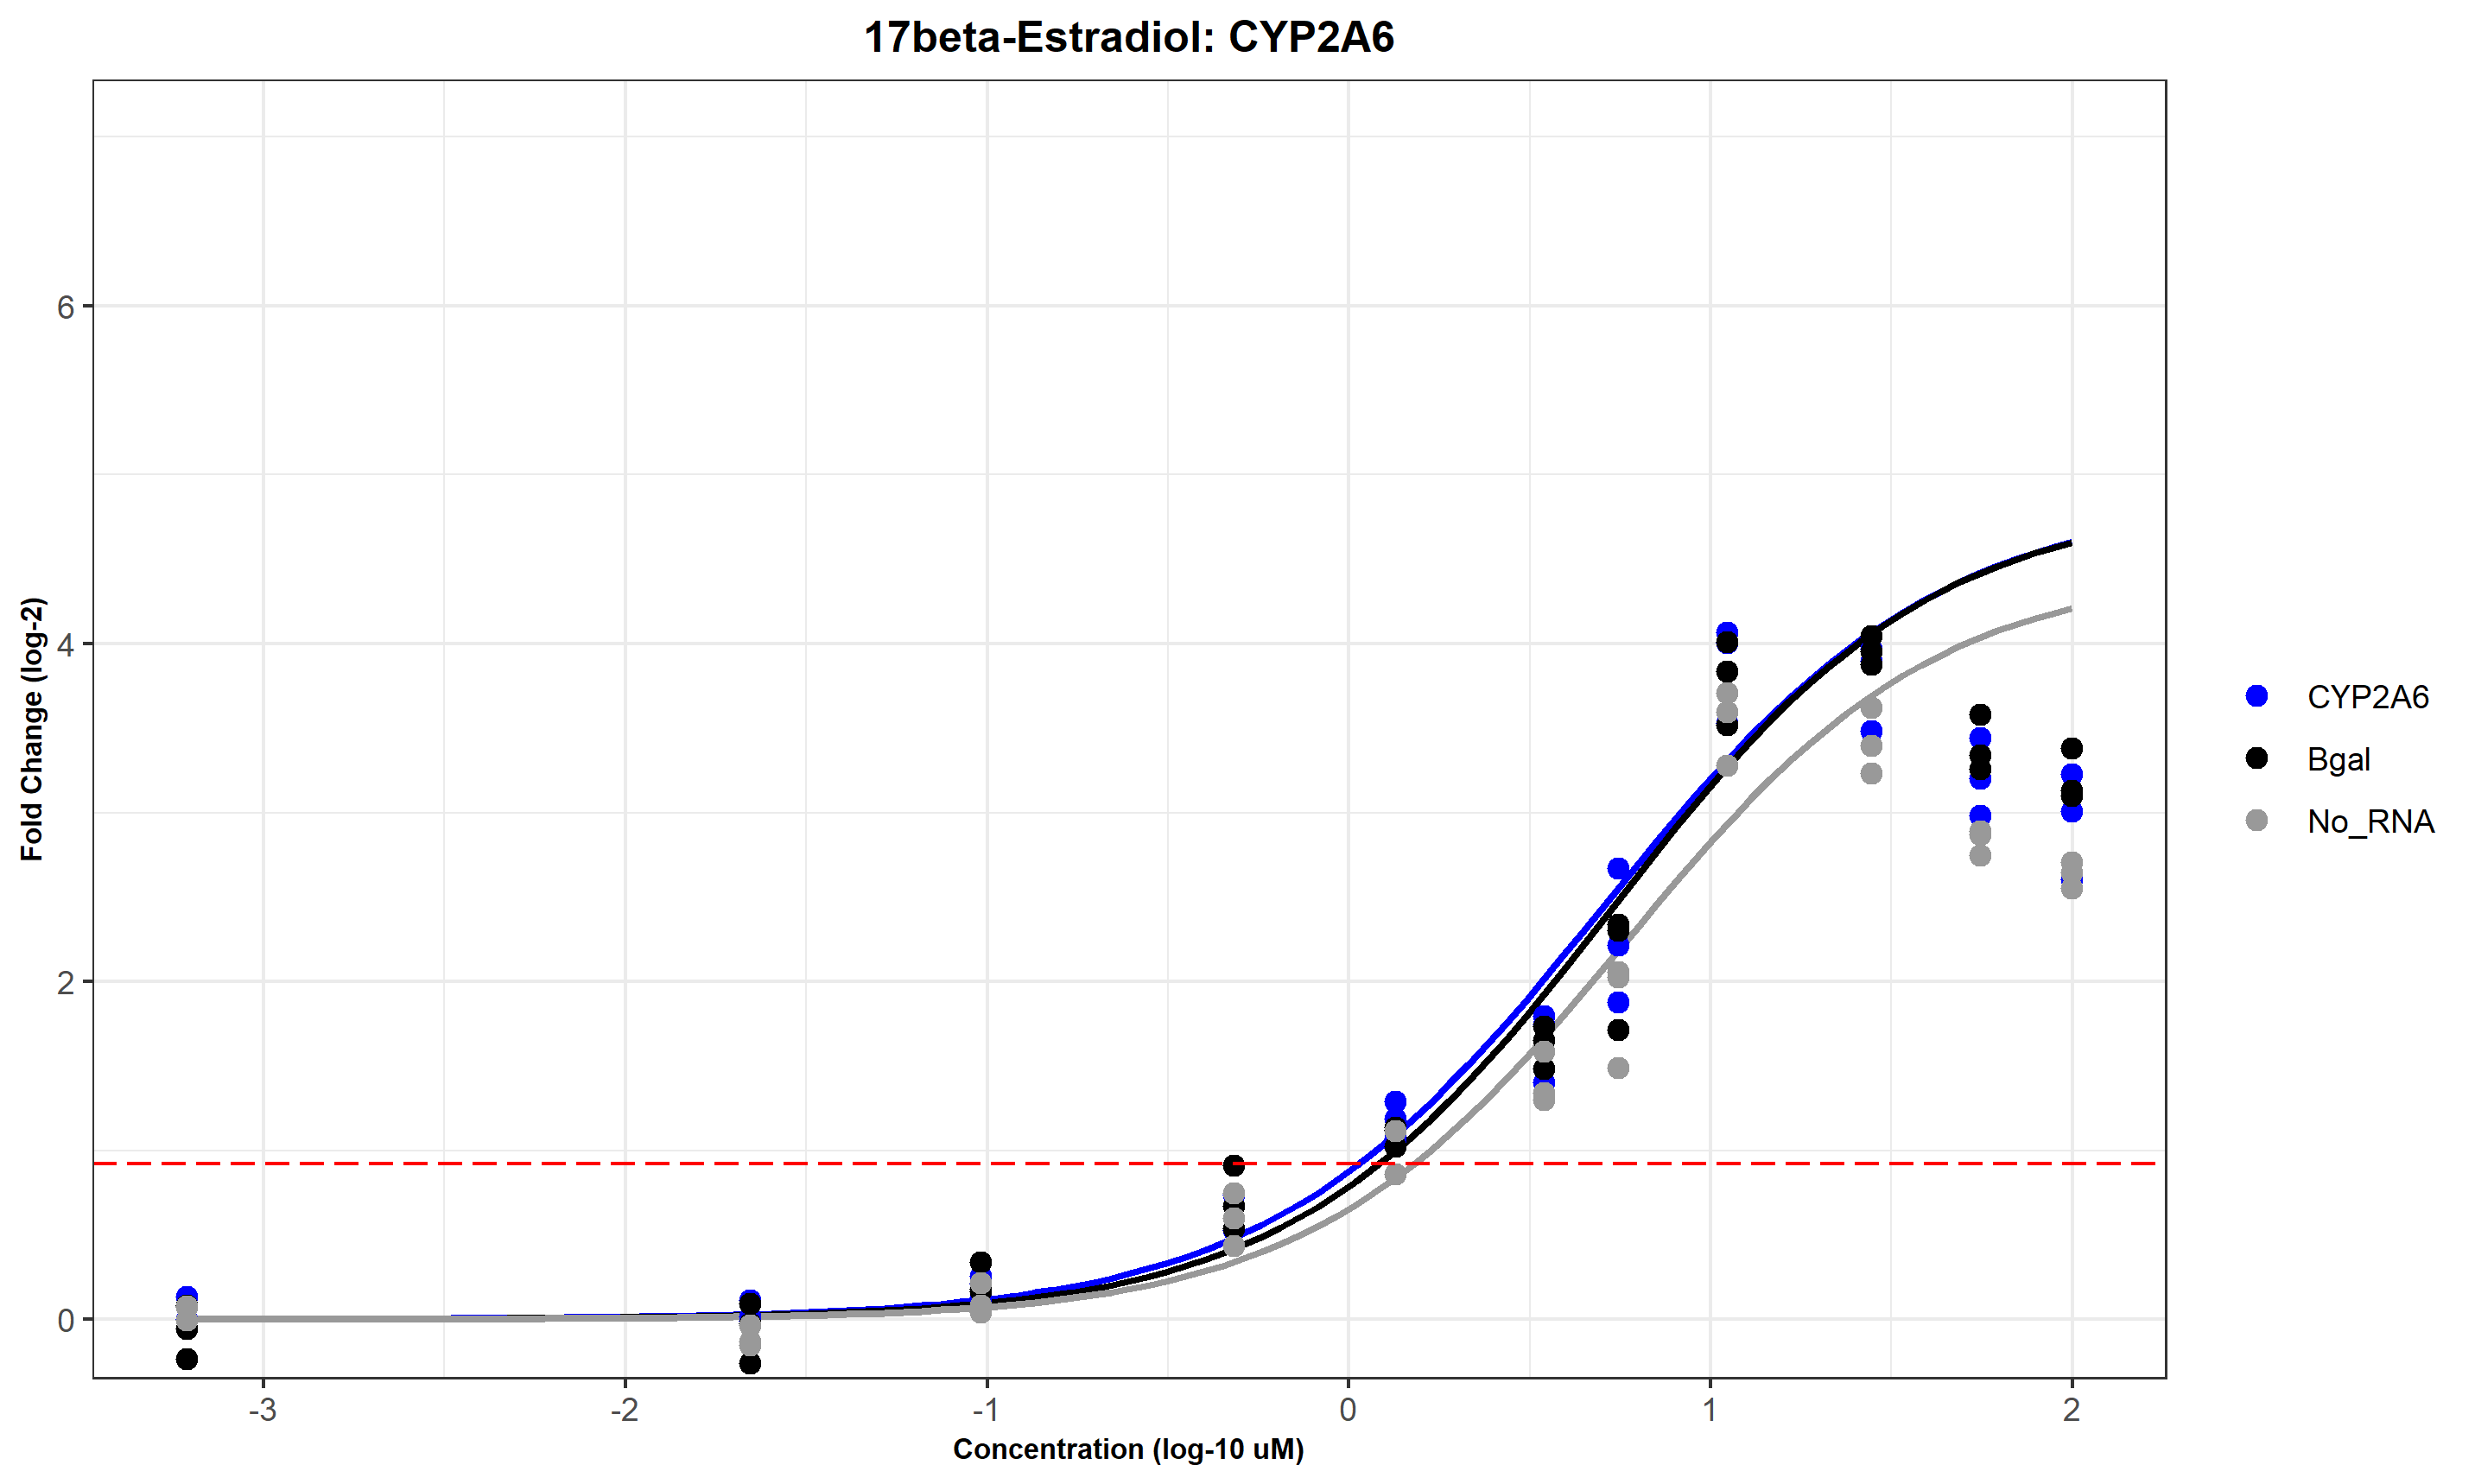 17beta-Estradiol: CYP2A6
Fold Change (log-2)
6
4
2
0
-3
-2
-1
0
1
2
Concentration (log-10 uM)
CYP2A6
Bgal
No_RNA